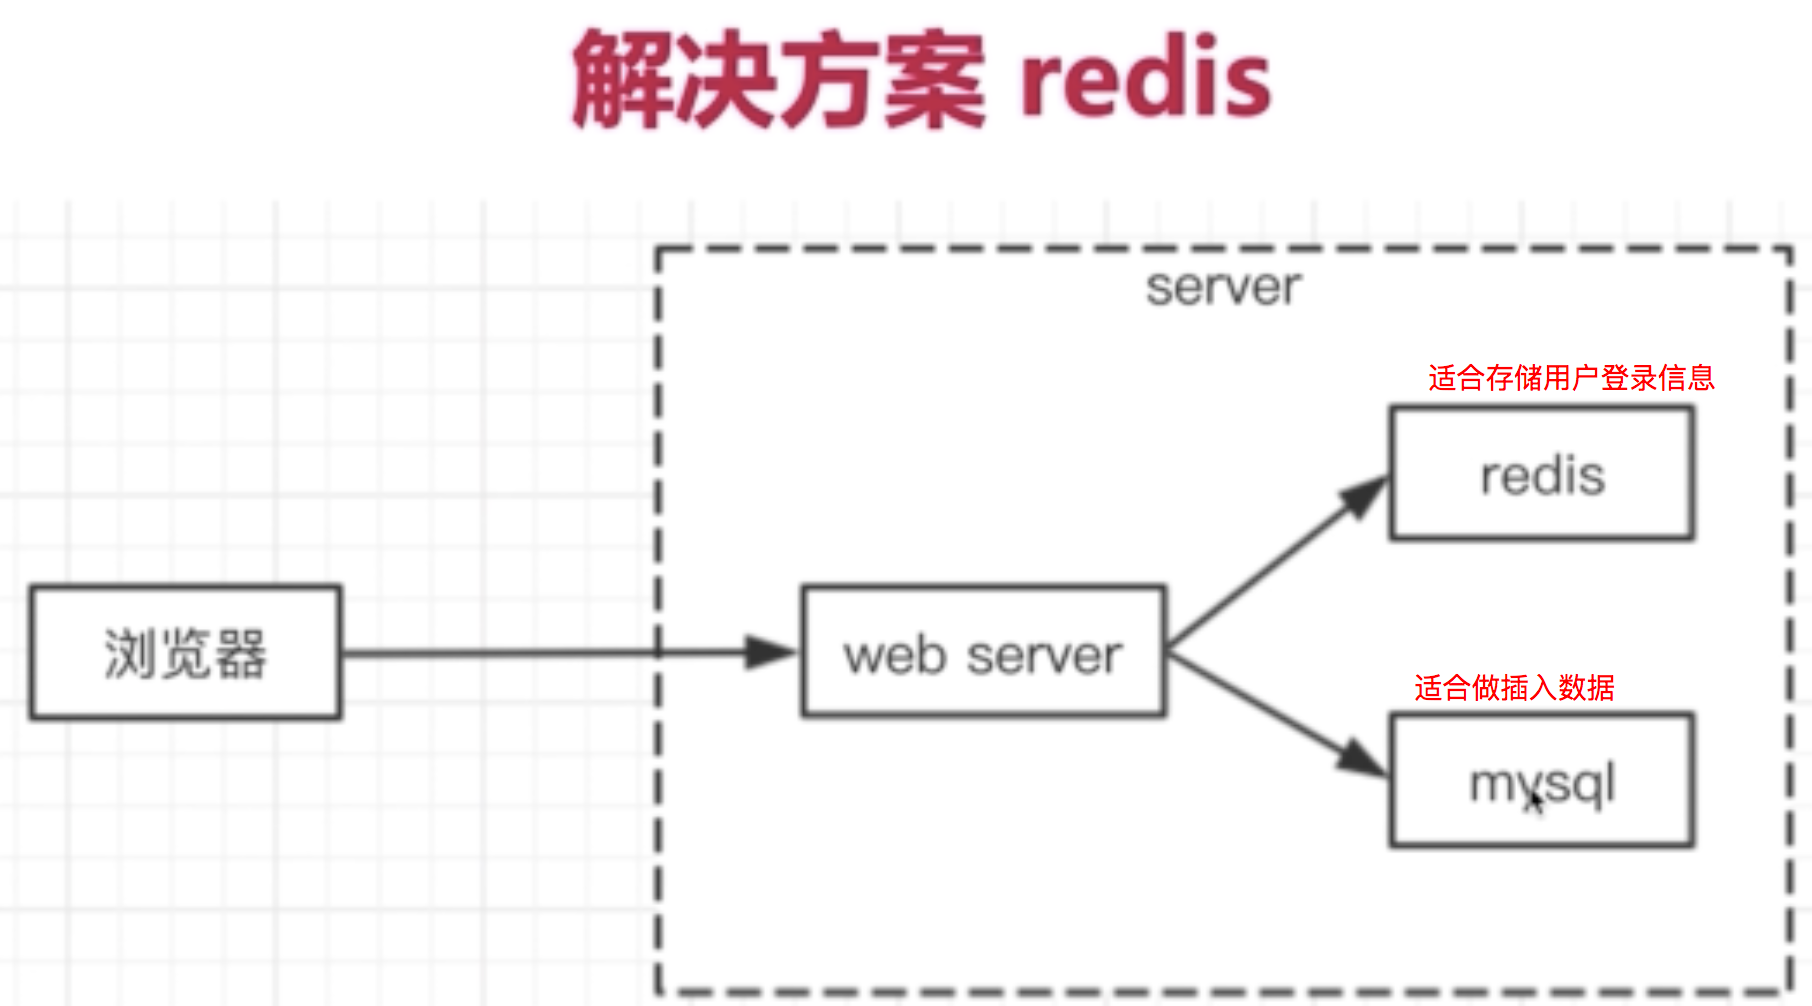 解决方案 redis
server
适合存储用户登录信息
redis
浏览器
web server
适合做插入数据
mysql